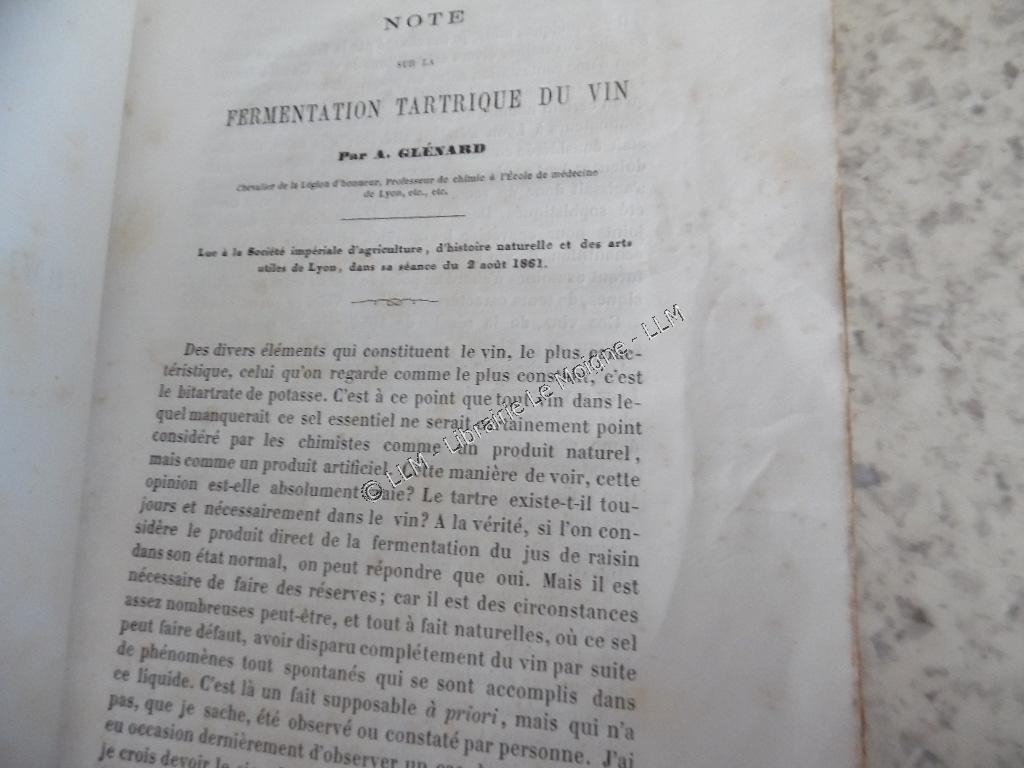 NOTE
SUR LA
FERMENTATION TARTRIQUE DU VIN
Par A. GLÉNARD
Chevalier de la Légion d'honneur, Professeur de chimie à l'École de médecine
de Lyon, etc., etc.
Lue à la Société impériale d'agriculture, d'histoire naturelle et des arts
utiles de Lyon, dans sa séance du 2 août 1861.
Des divers éléments qui constituent le vin, le plus carac-
téristique, celui qu'on regarde comme le plus constant, c'est
le bitartrate de potasse. C'est à ce point que tout vin dans le-
quel manquerait ce sel essentiel ne serait certainement point
considéré par les chimistes comme un produit naturel,
mais comme un produit artificiel. Cette manière de voir, cette
opinion est-elle absolument vraie? Le tartre existe-t-il tou-
jours et nécessairement dans le vin? A la vérité, si l'on con-
sidère le produit direct de la fermentation du jus de raisin
dans son état normal, on peut répondre que oui. Mais il est
nécessaire de faire des réserves; car il est des circonstances
assez nombreuses peut-être, et tout à fait naturelles, où ce sel
peut faire défaut, avoir disparu complétement du vin par suite
de phénomènes tout spontanés qui se sont accomplis dans
ce liquide. C'est là un fait supposable à priori, mais qui n'a
pas, que je sache, été observé ou constaté par personne. J'ai
eu occasion dernièrement d'observer un cas
je crois devoir le
© LLM - Librairie Le Moigne - LLM